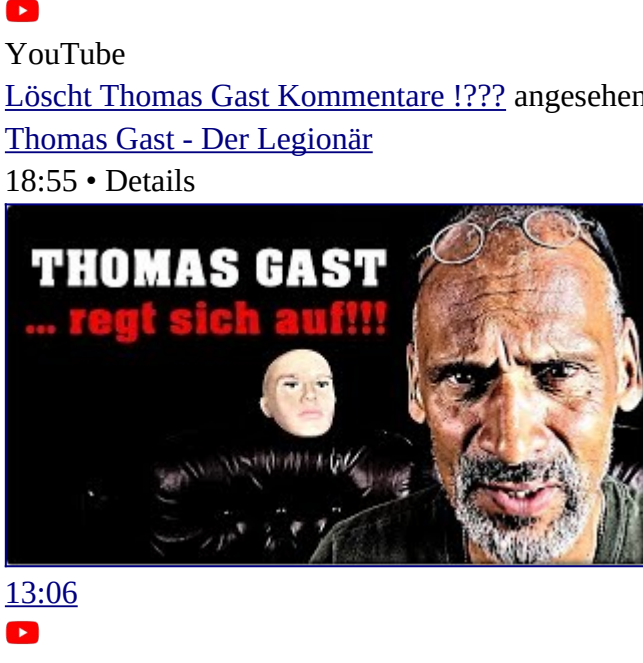 YouTube
Löscht Thomas Gast Kommentare !??? angesehen
Thomas Gast - Der Legionär
18:55 • Details
THOMAS GAST
... regt sich auf!!!
13:06